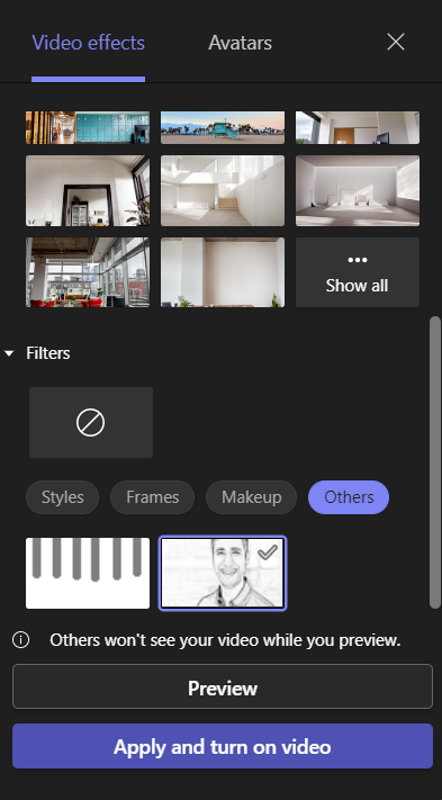 Video effects
Avatars
Show all
Filters
Styles
Frames
Makeup
Others
Others won't see your video while you preview.
Preview
Apply and turn on video